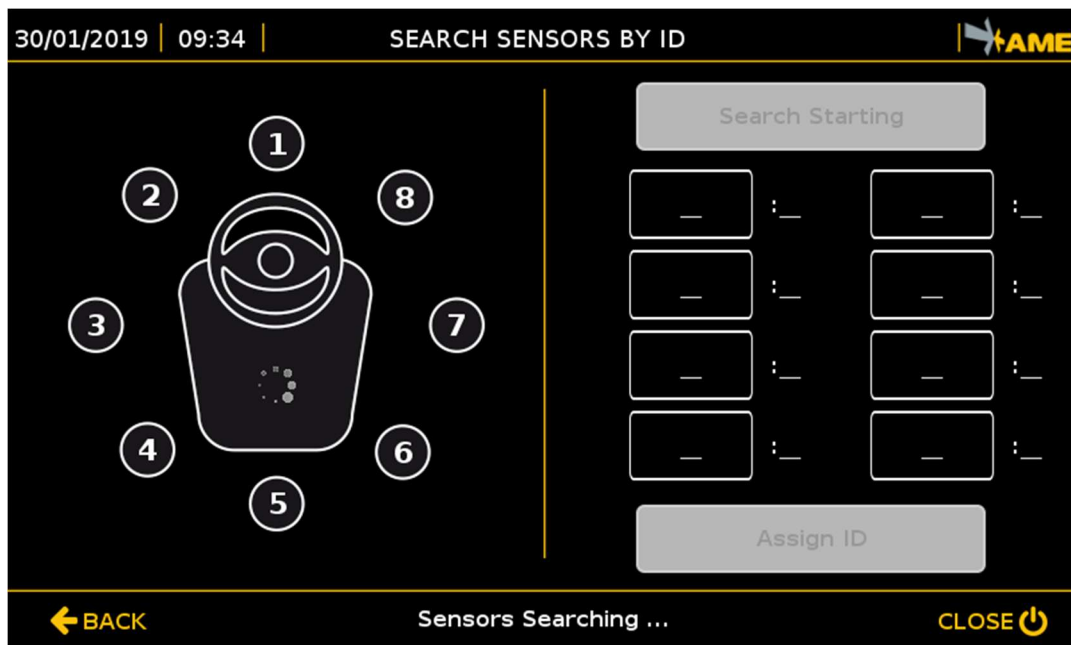 30/01/2019 09:34 SEARCH SENSORS BY ID AME
1
2 8
3 7
4 6
5
Search Starting
_ :_ _ :_
_ :_ _ :_
_ :_ _ :_
_ :_ _ :_
Assign ID
BACK Sensors Searching ... CLOSE